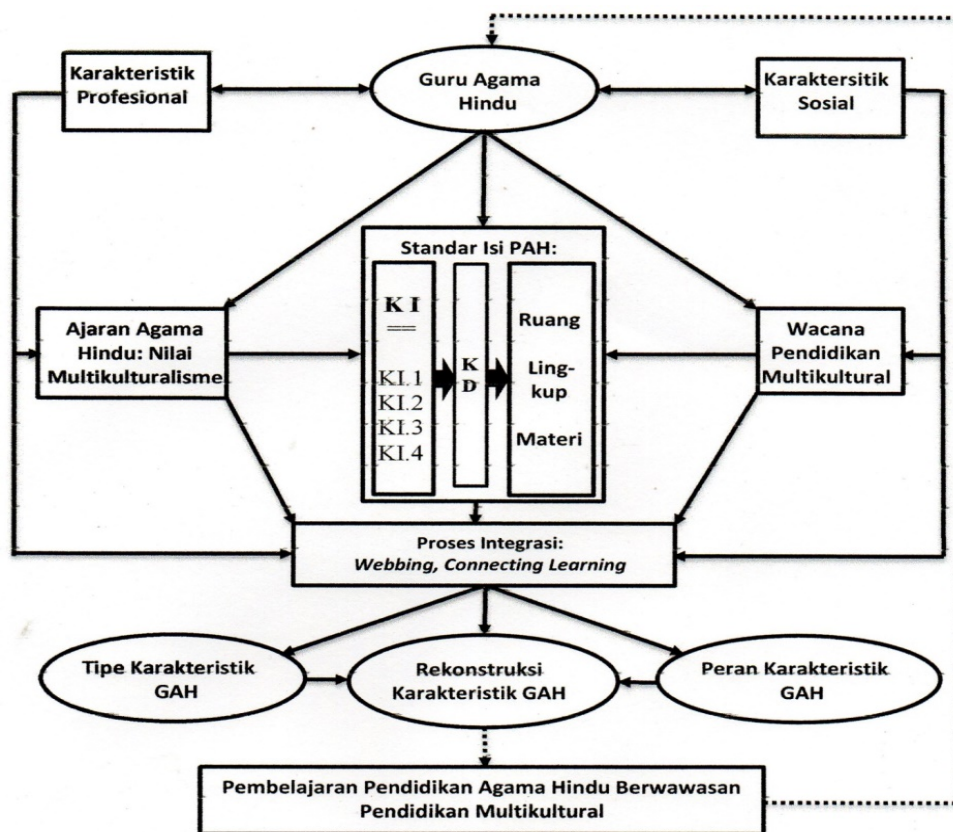 Karakteristik
Profesional
Guru Agama
Hindu
Karaktersitik
Sosial
Standar Isi PAH:
K I
==
KI.1
KI.2
KI.3
KI.4
K
D
Ruang
Ling-
kup
Materi
Ajaran Agama
Hindu: Nilai
Multikulturalisme
Wacana
Pendidikan
Multikultural
Proses Integrasi:
Webbing, Connecting Learning
Tipe Karakteristik
GAH
Rekonstruksi
Karakteristik GAH
Peran Karakteristik
GAH
Pembelajaran Pendidikan Agama Hindu Berwawasan
Pendidikan Multikultural